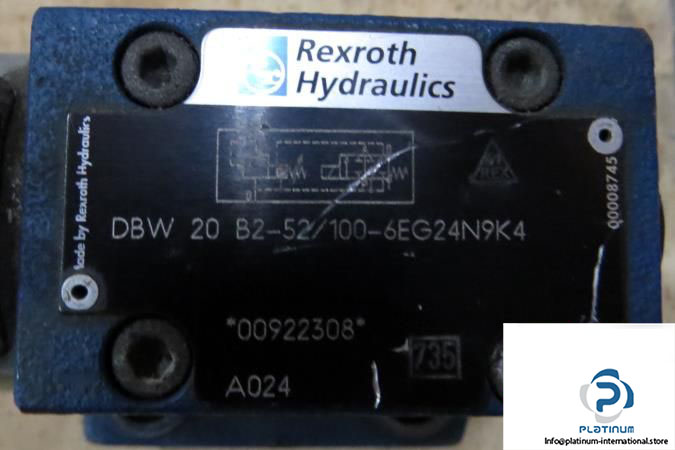 Rexroth
Hydraulics
Made by Rexroth Hydraulics
00008745
DBW 20 B2-52/100-6EG24N9K4
*00922308*
735
A024
PLATINUM
info@platinum-international.store